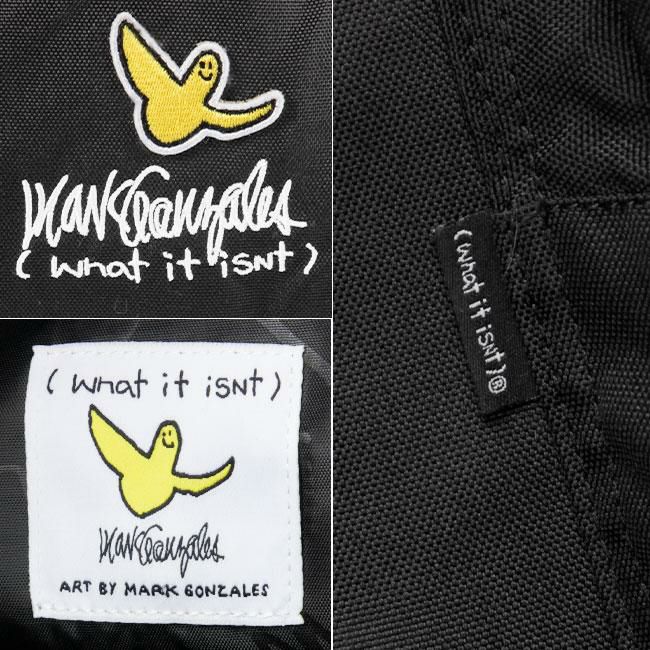 Mark Gonzales
( what it isnt )
( what it isnt ) ®
( what it isnt )
Mark Gonzales
ART BY MARK GONZALES